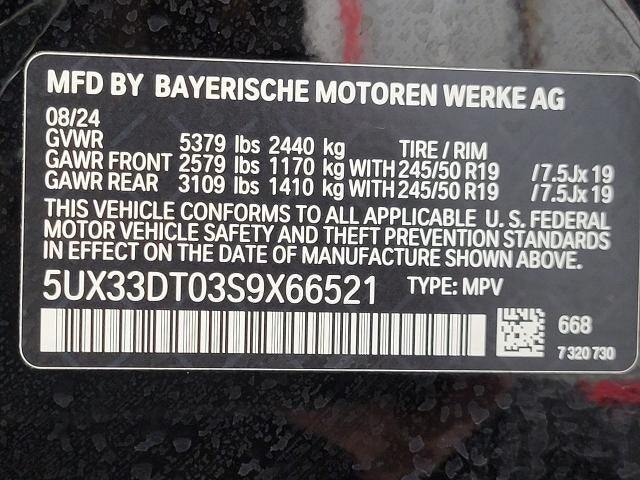 MFD BY BAYERISCHE MOTOREN WERKE AG
08/24
GVWR 5379 lbs 2440 kg TIRE / RIM
GAWR FRONT 2579 lbs 1170 kg WITH 245/50 R19 /7.5Jx19
GAWR REAR 3109 lbs 1410 kg WITH 245/50 R19 /7.5Jx19
THIS VEHICLE CONFORMS TO ALL APPLICABLE U. S. FEDERAL
MOTOR VEHICLE SAFETY AND THEFT PREVENTION STANDARDS
IN EFFECT ON THE DATE OF MANUFACTURE SHOWN ABOVE.
5UX33DT03S9X66521 TYPE: MPV
668
7 320 730